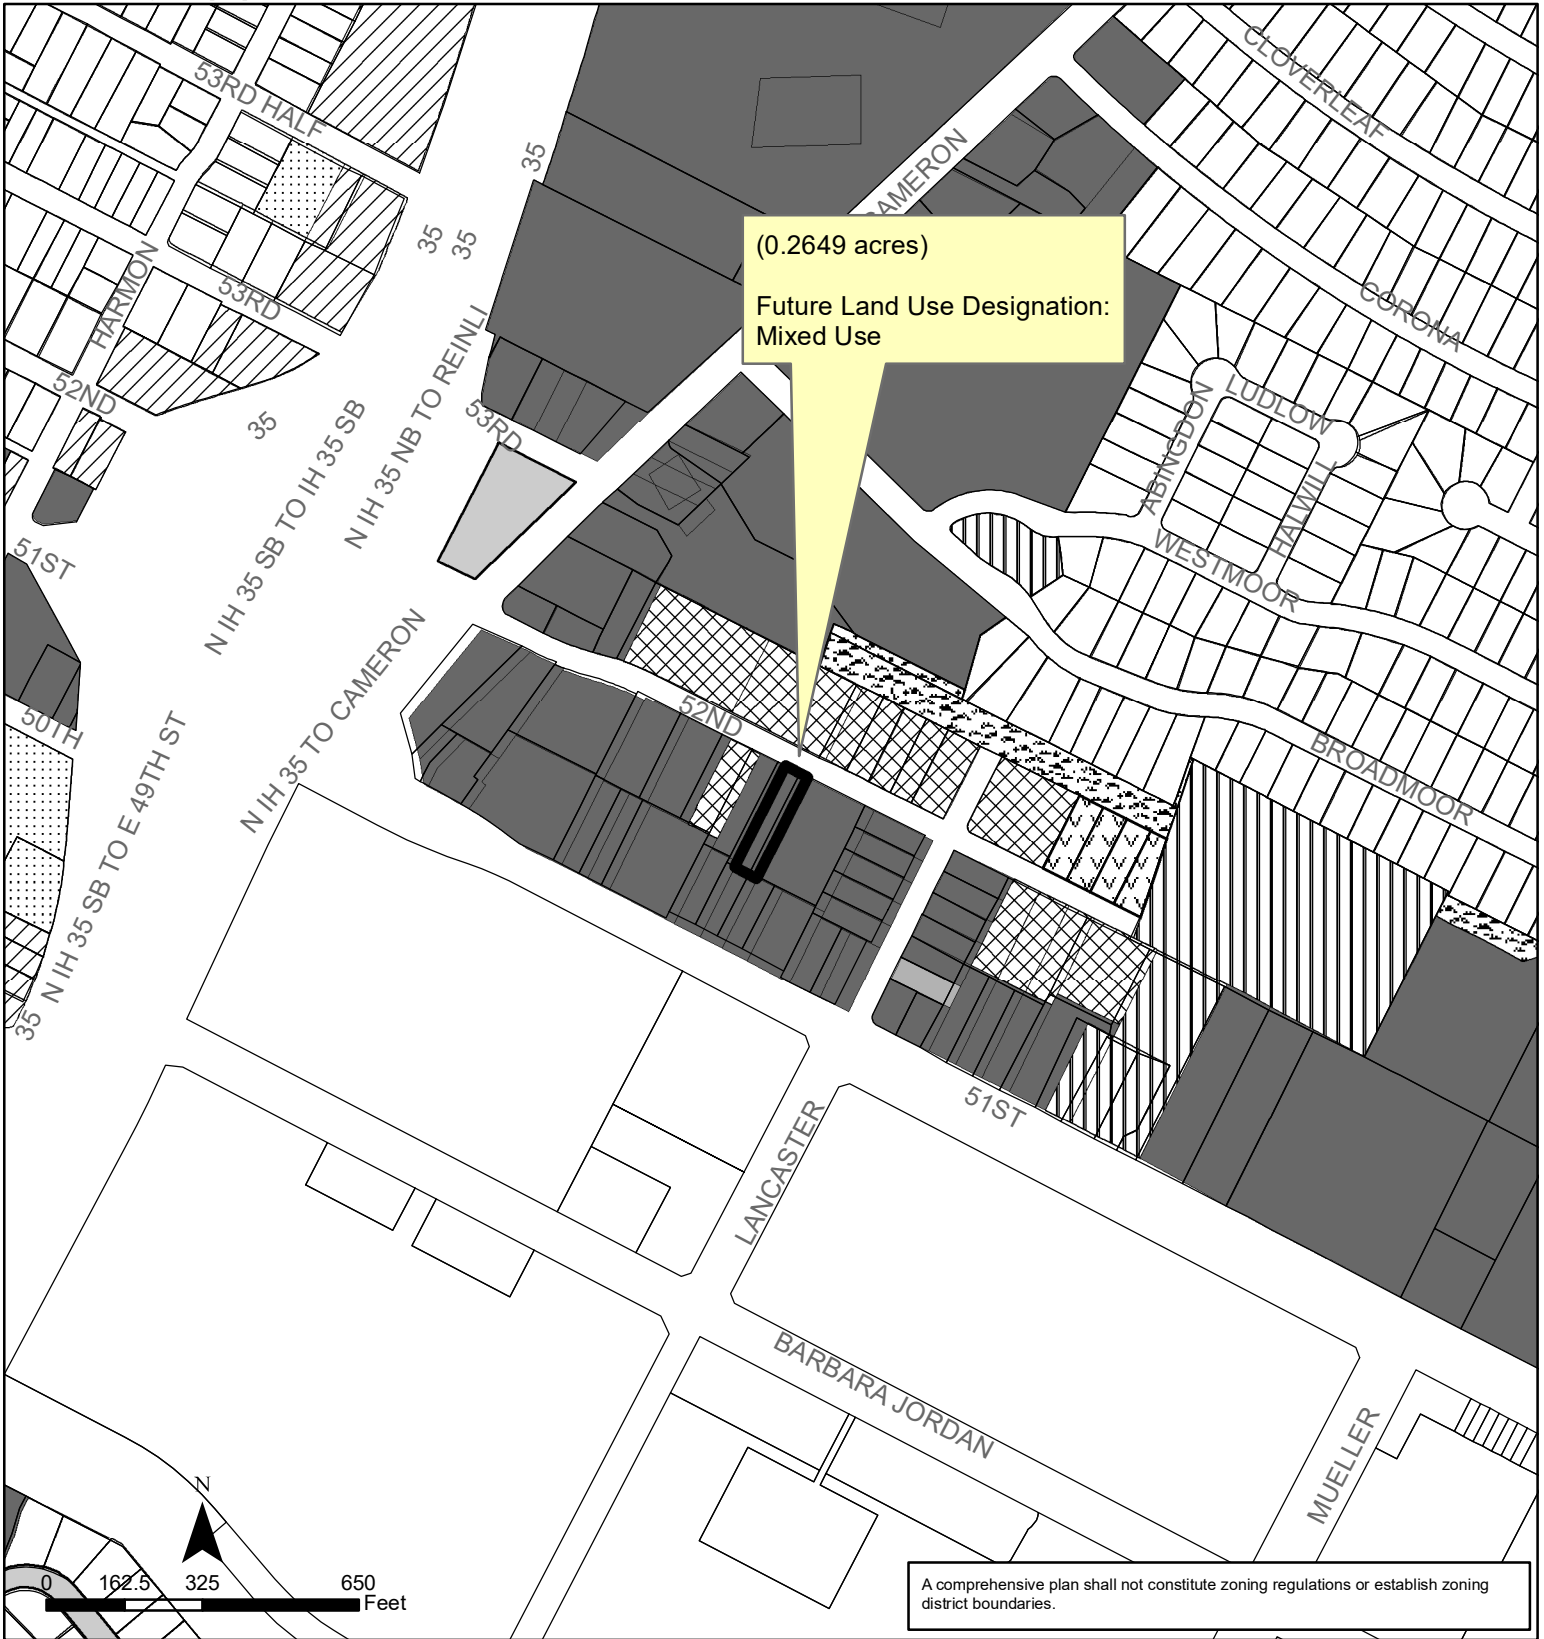 CLOVERLEAF
53RD HALF
35
CAMERON
35
35
(0.2649 acres)
Future Land Use Designation:
Mixed Use
HARMON
53RD
CORONA
N IH 35 NB TO REINLI
52ND
35
53RD
LUDLOW
ABINGDON
HALWILL
N IH 35 SB TO IH 35 SB
51ST
WESTMOOR
N IH 35 TO CAMERON
52ND
50TH
BROADMOOR
N IH 35 SB TO E 49TH ST
35
51ST
LANCASTER
BARBARA JORDAN
MUELLER
N
0 162.5 325 650
Feet
A comprehensive plan shall not constitute zoning regulations or establish zoning
district boundaries.